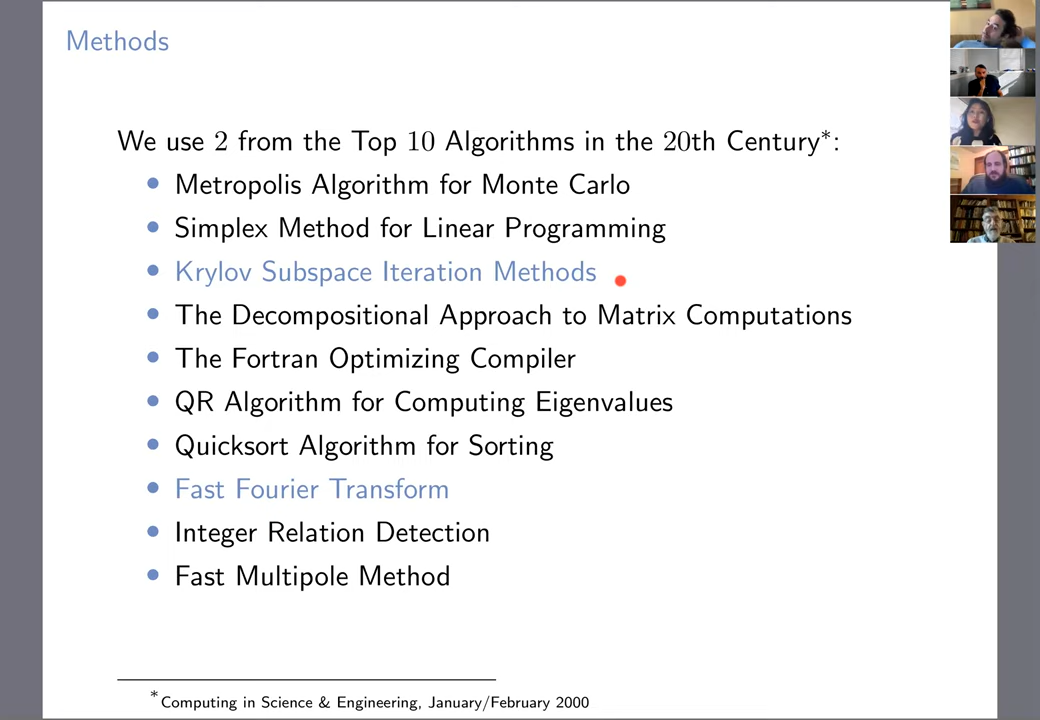 Methods
We use 2 from the Top 10 Algorithms in the 20th Century*:
• Metropolis Algorithm for Monte Carlo
• Simplex Method for Linear Programming
• Krylov Subspace Iteration Methods
• The Decompositional Approach to Matrix Computations
• The Fortran Optimizing Compiler
• QR Algorithm for Computing Eigenvalues
• Quicksort Algorithm for Sorting
• Fast Fourier Transform
• Integer Relation Detection
• Fast Multipole Method
*Computing in Science & Engineering, January/February 2000